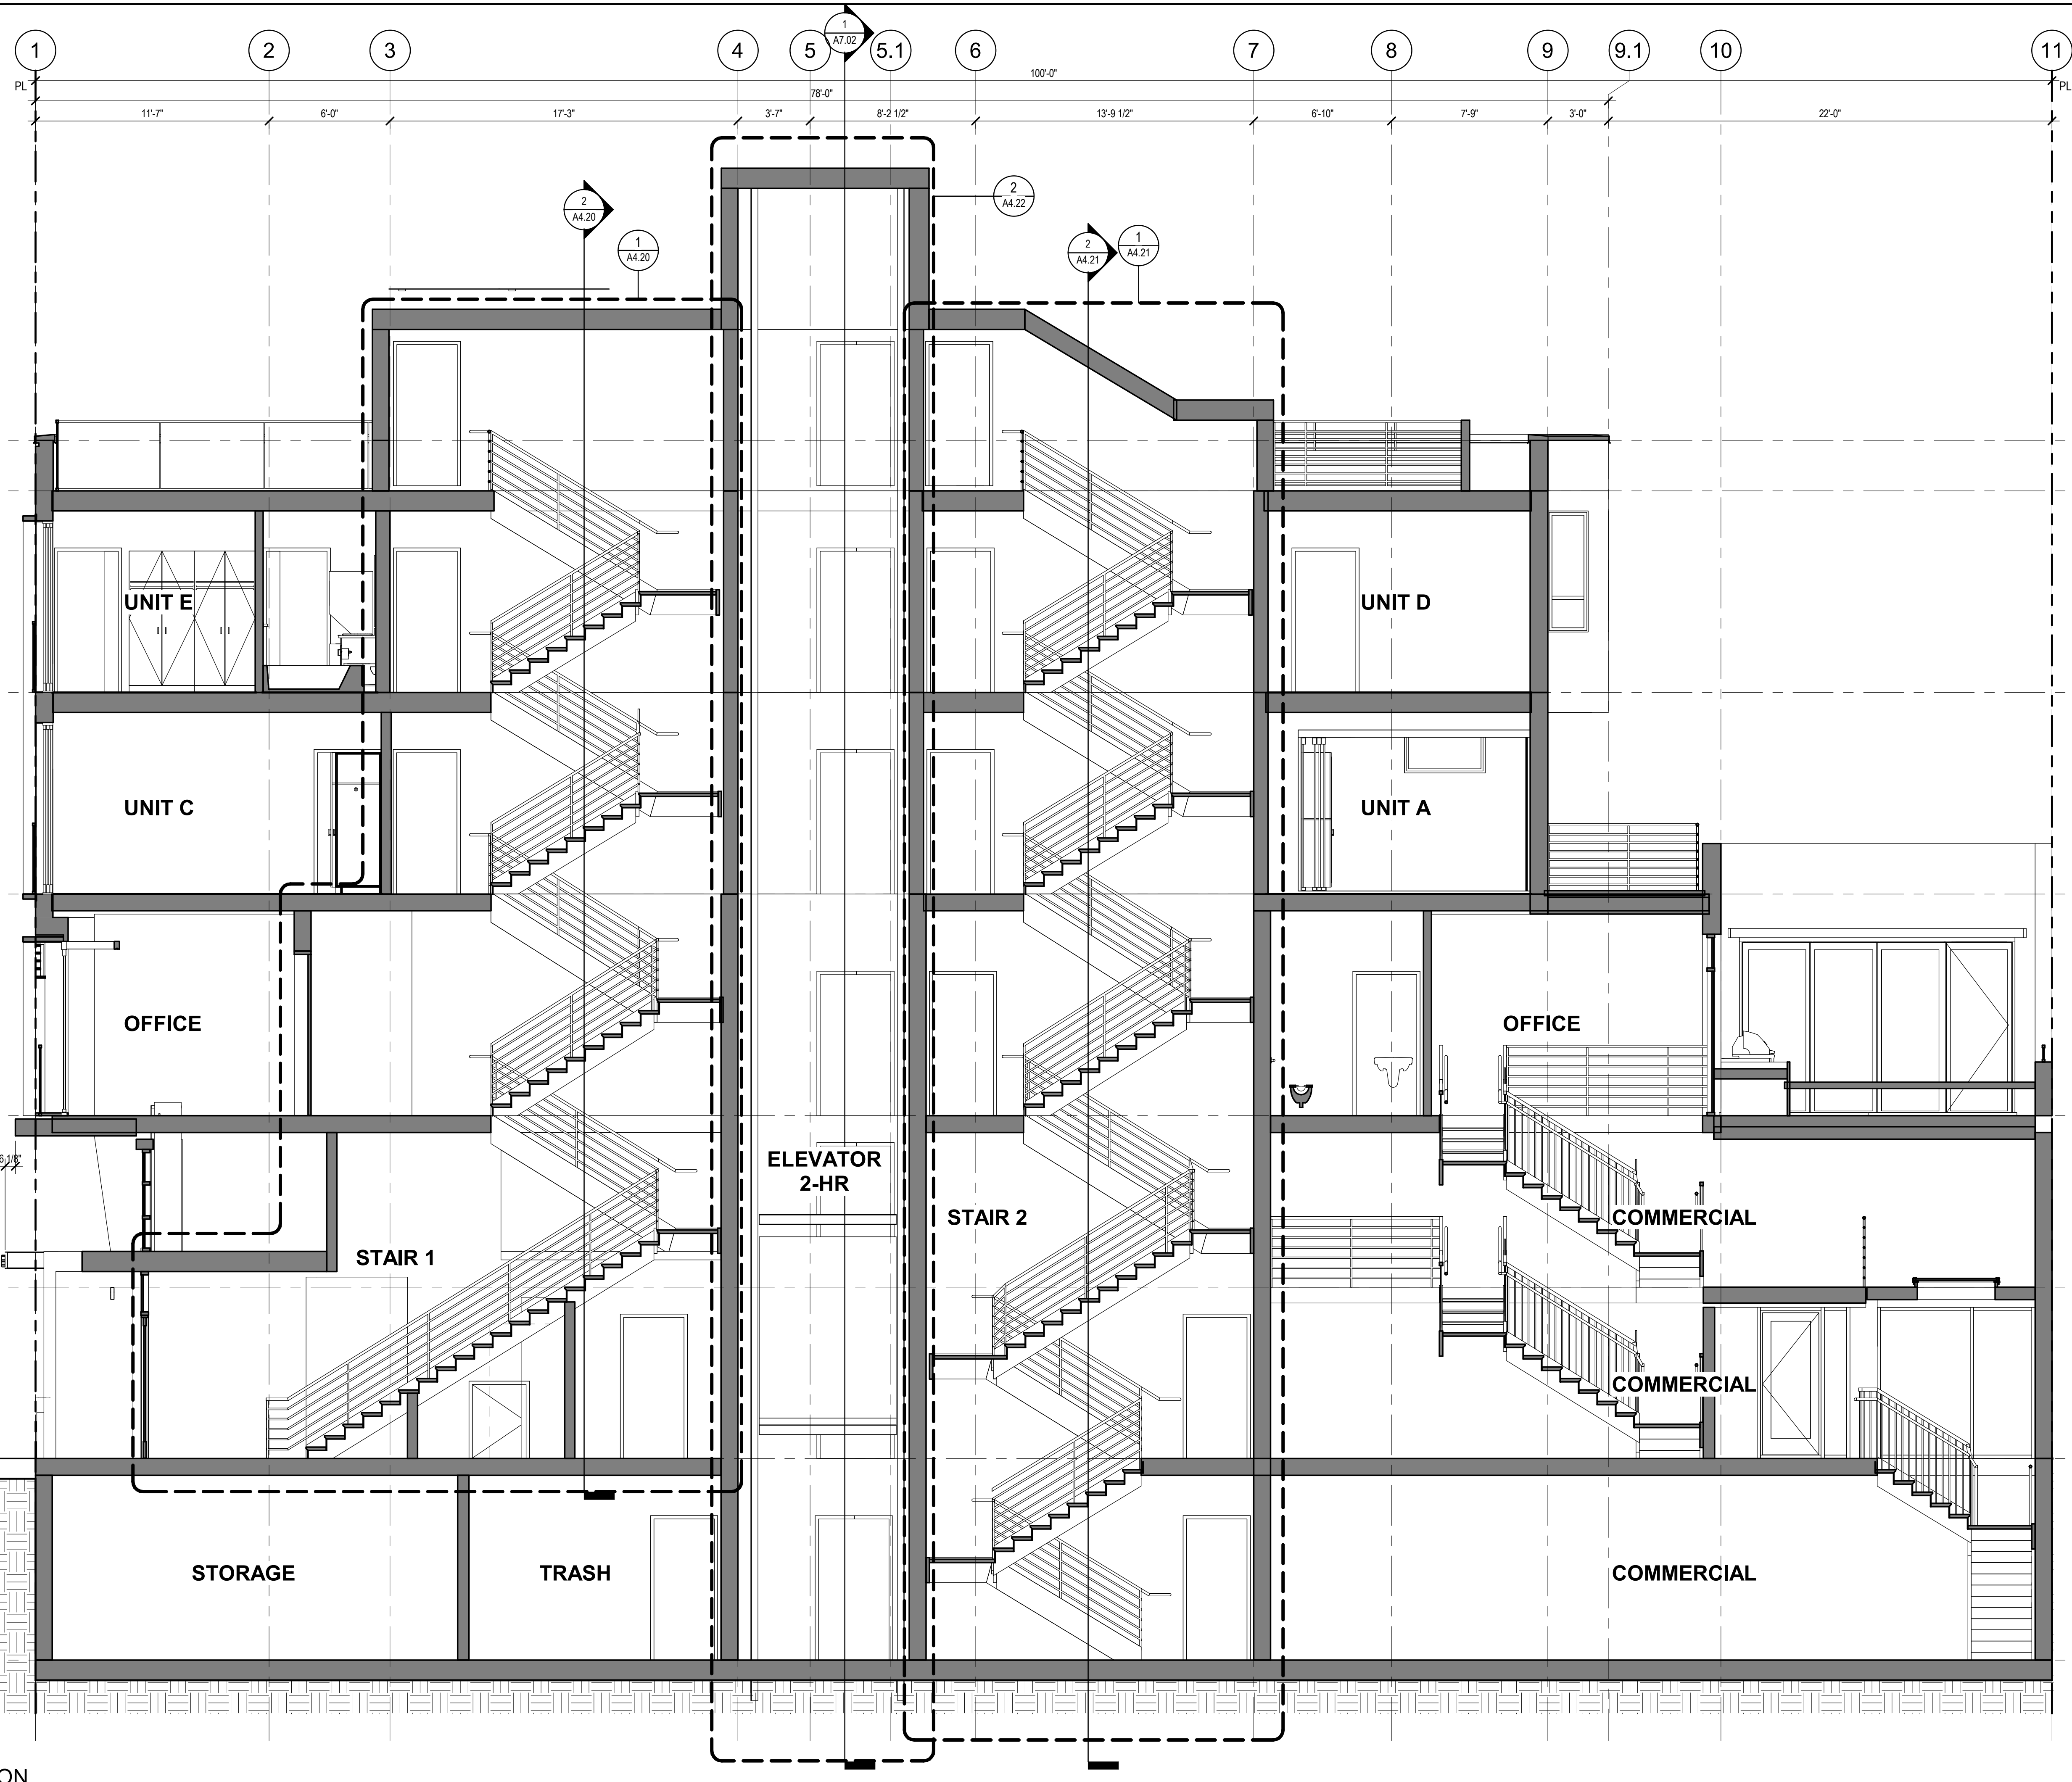 1
A7.02
1
2
3
4
5
5.1
6
7
8
9
9.1
10
11
PL
100'-0"
PL
78'-0"
11'-7"
6'-0"
17'-3"
3'-7"
8'-2 1/2"
13'-9 1/2"
6'-10"
7'-9"
3'-0"
22'-0"
2
A4.20
1
A4.20
2
A4.22
2
A4.21
1
A4.21
UNIT E
UNIT D
UNIT C
UNIT A
OFFICE
OFFICE
6 1/8"
ELEVATOR
2-HR
STAIR 2
COMMERCIAL
STAIR 1
COMMERCIAL
STORAGE
TRASH
COMMERCIAL